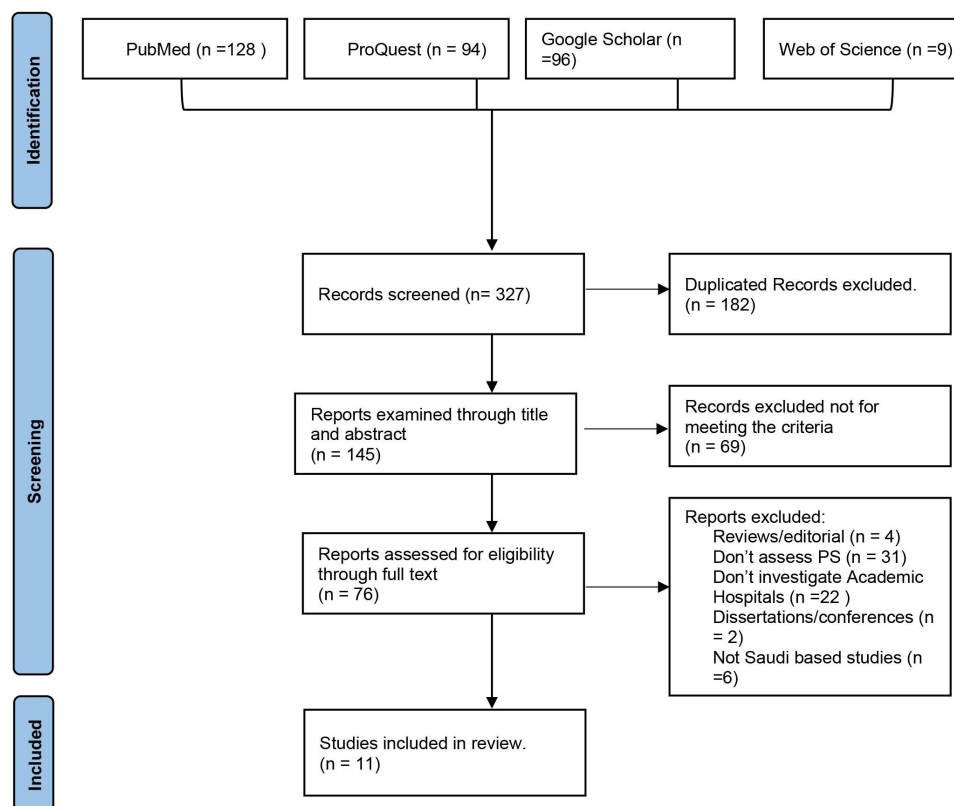 Identification
PubMed (n =128 )
ProQuest (n = 94)
Google Scholar (n
=96)
Web of Science (n =9)
Screening
Records screened (n= 327)
Duplicated Records excluded.
(n = 182)
Reports examined through title
and abstract
(n = 145)
Records excluded not for
meeting the criteria
(n = 69)
Reports assessed for eligibility
through full text
(n = 76)
Reports excluded:
Reviews/editorial (n = 4)
Don’t assess PS (n = 31)
Don’t investigate Academic
Hospitals (n =22 )
Dissertations/conferences (n
= 2)
Not Saudi based studies (n
=6)
Included
Studies included in review.
(n = 11)